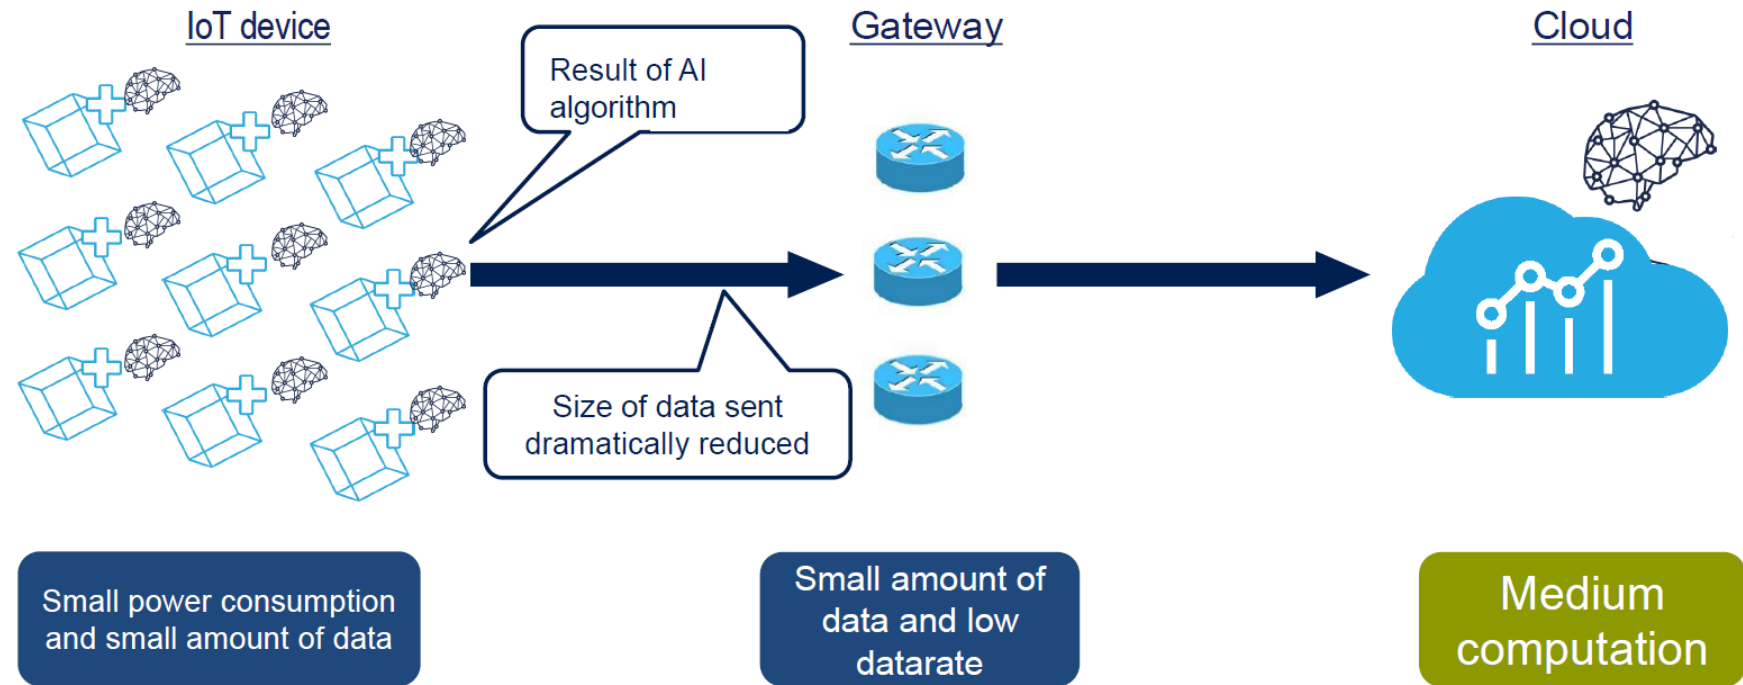 IoT device
Gateway
Cloud
Result of AI
algorithm
Size of data sent
dramatically reduced
Small power consumption
and small amount of data
Small amount of
data and low
datarate
Medium
computation